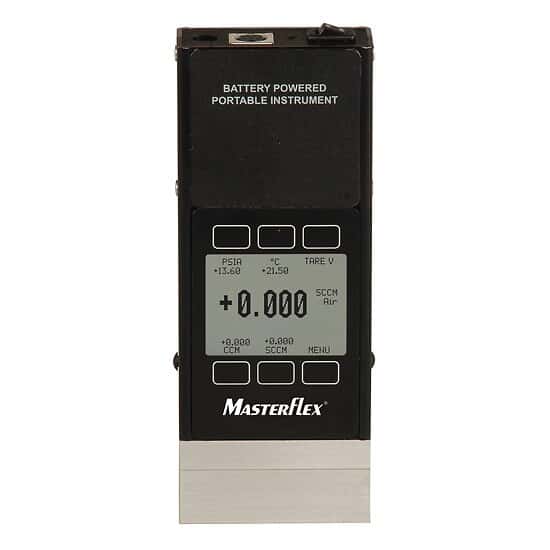 BATTERY POWERED
PORTABLE INSTRUMENT
PSIA °C TARE V
+13.60 +21.50
+0.000 SCCM
Air
+0.000 +0.000
CCM SCCM MENU
MASTERFLEX®